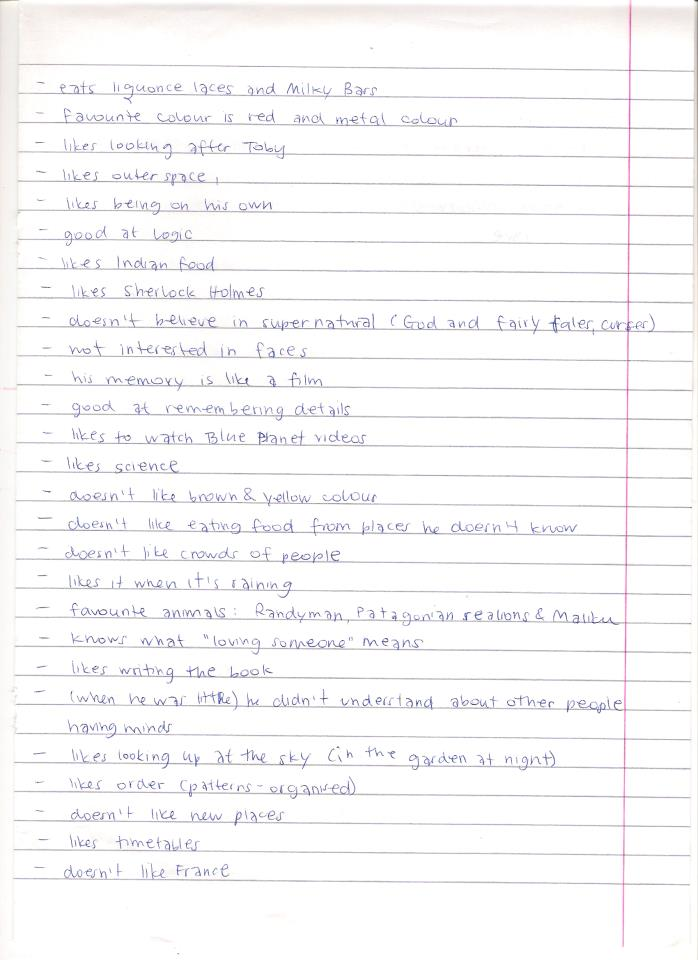 - eats liquorice laces and Milky Bars
- favourite colour is red and metal colour
- likes looking after Toby
- likes outer space,
- likes being on his own
- good at logic
- likes Indian food
- likes Sherlock Holmes
- doesn't believe in supernatural (God and fairy tales, curses)
- not interested in faces
- his memory is like a film
- good at remembering details
- likes to watch Blue Planet videos
- likes science
- doesn't like brown & yellow colour
- doesn't like eating food from places he doesn't know
- doesn't like crowds of people
- likes it when it's raining
- favourite animals: Randyman, Patagonian sealions & Maliku
- knows what "loving someone" means
- likes writing the book
- (when he was little) he didn't understand about other people
having minds
- likes looking up at the sky (in the garden at night)
- likes order (patterns - organised)
- doesn't like new places
- likes timetables
- doesn't like France